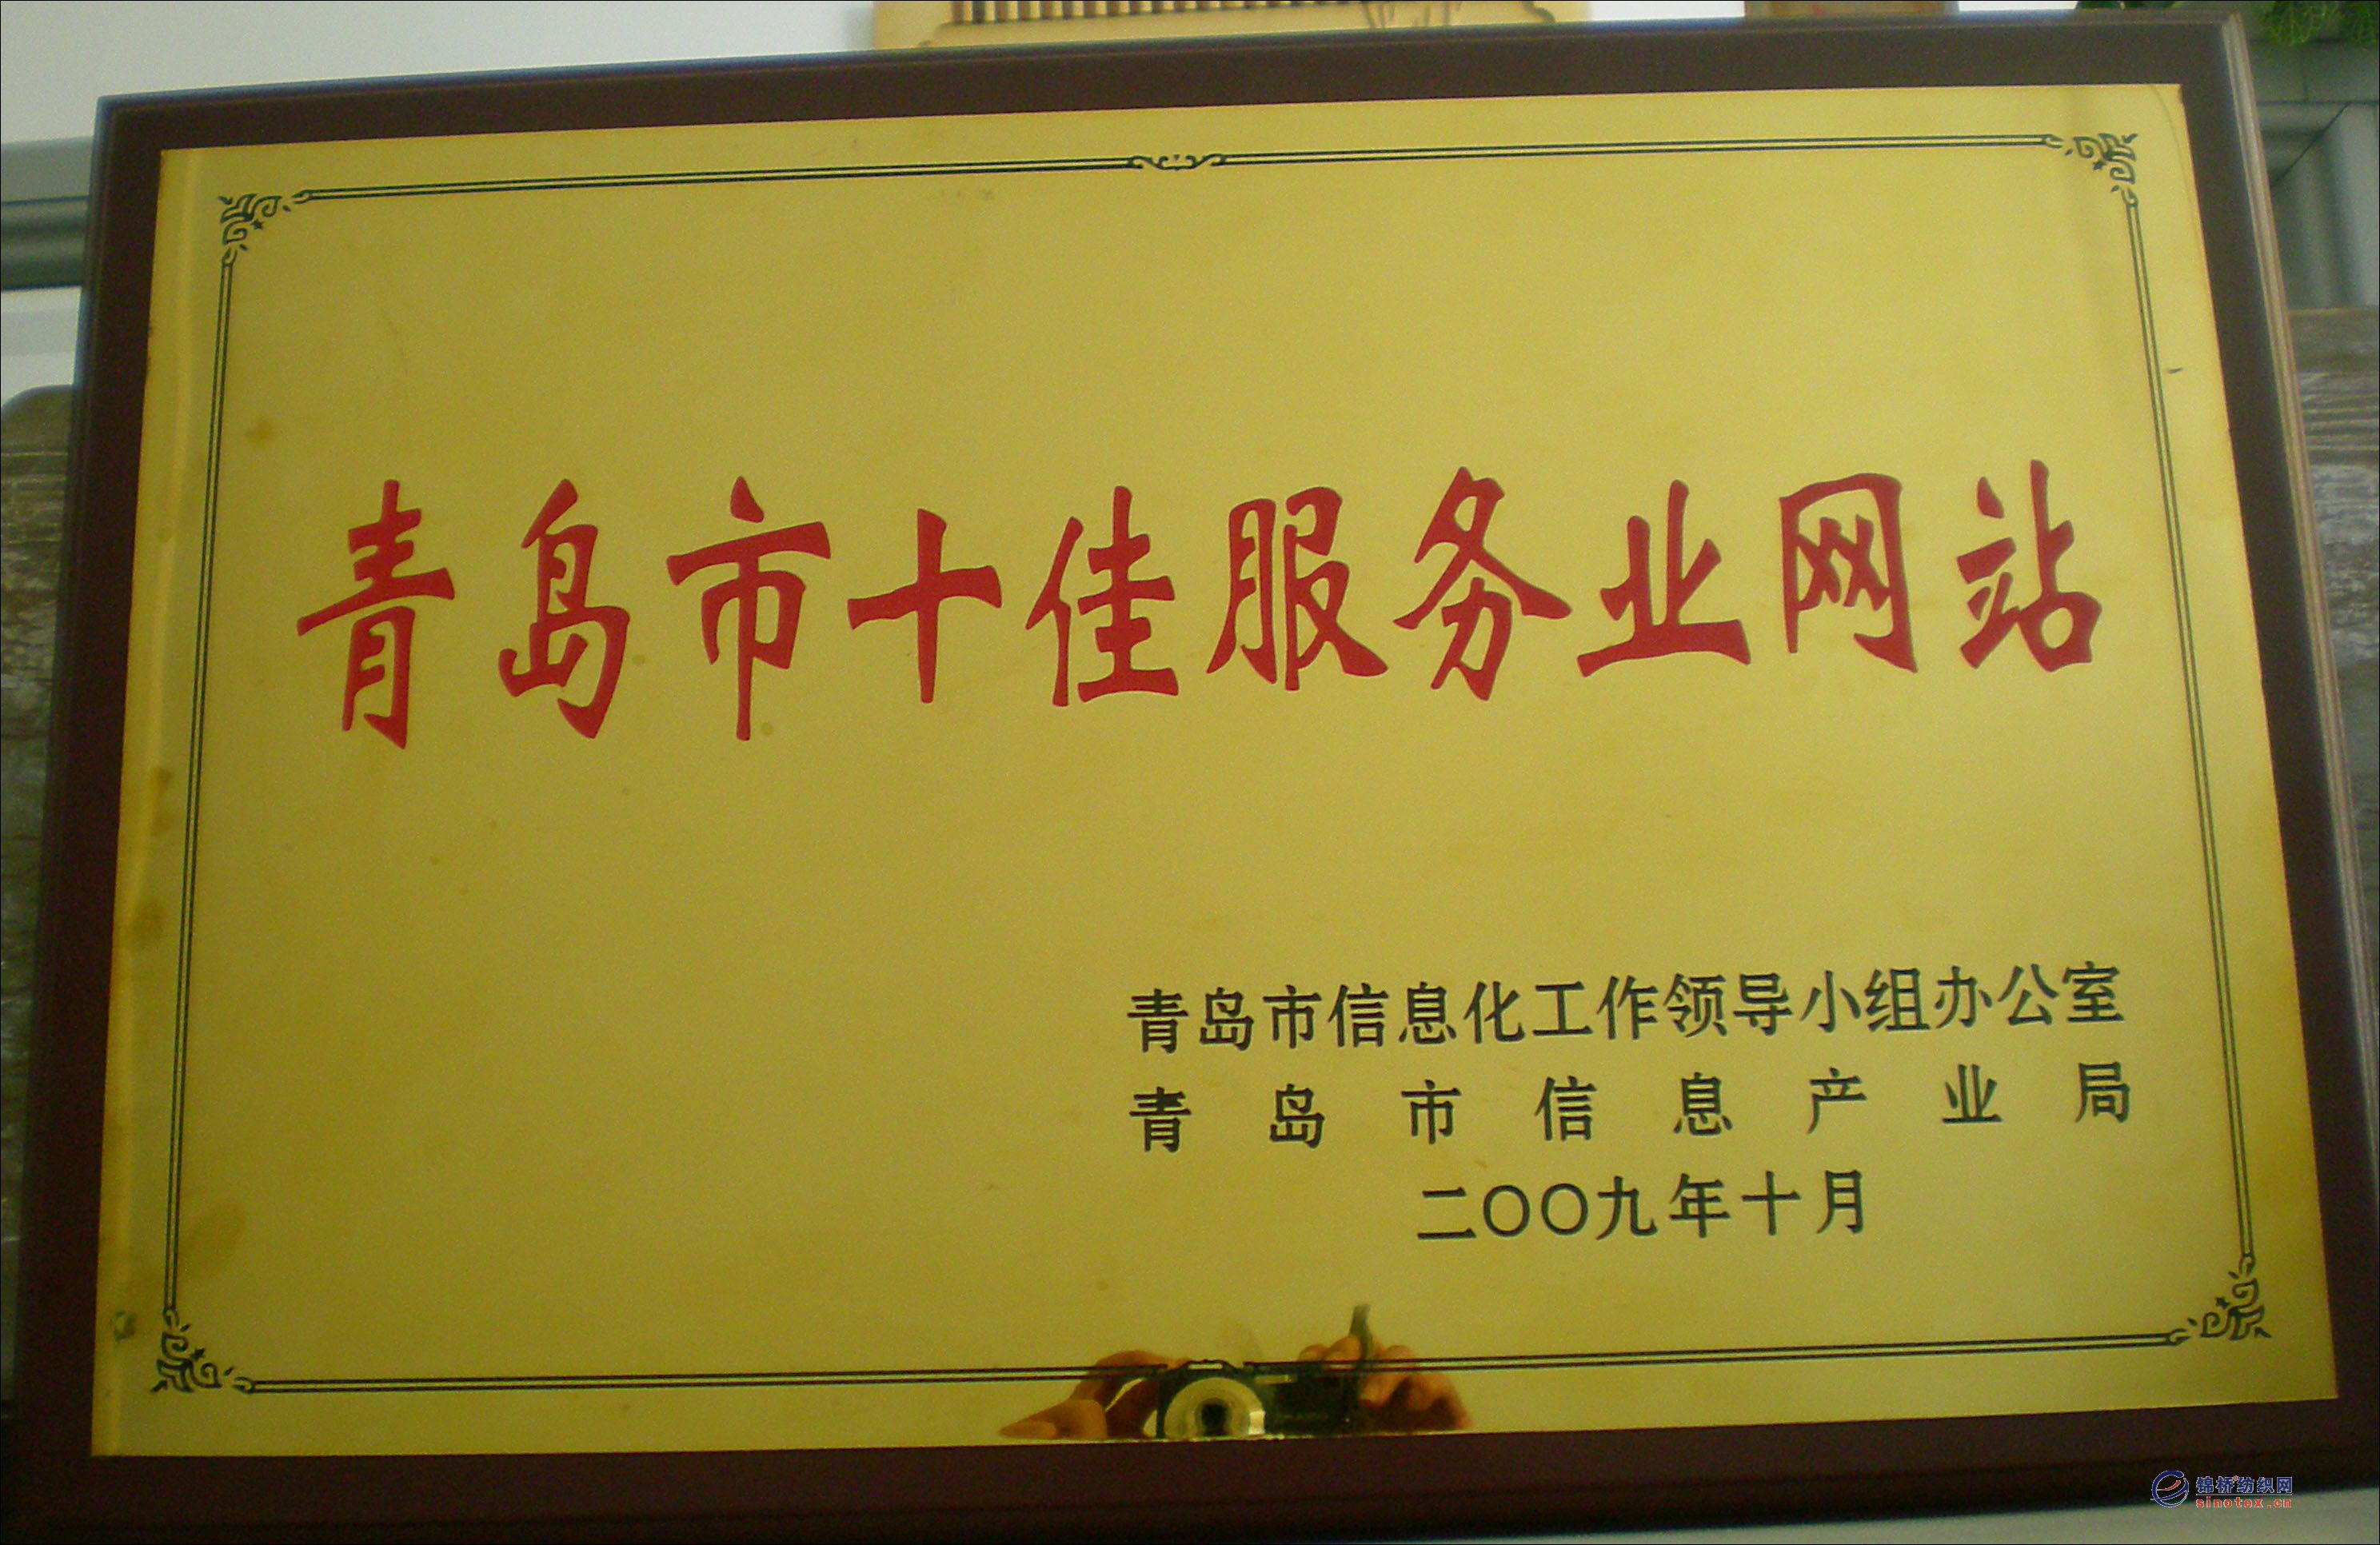 青岛市十佳服务业网站
青岛市信息化工作领导小组办公室
青岛市信息产业局
二〇〇九年十月
锦桥纺织网
sinotex.cn